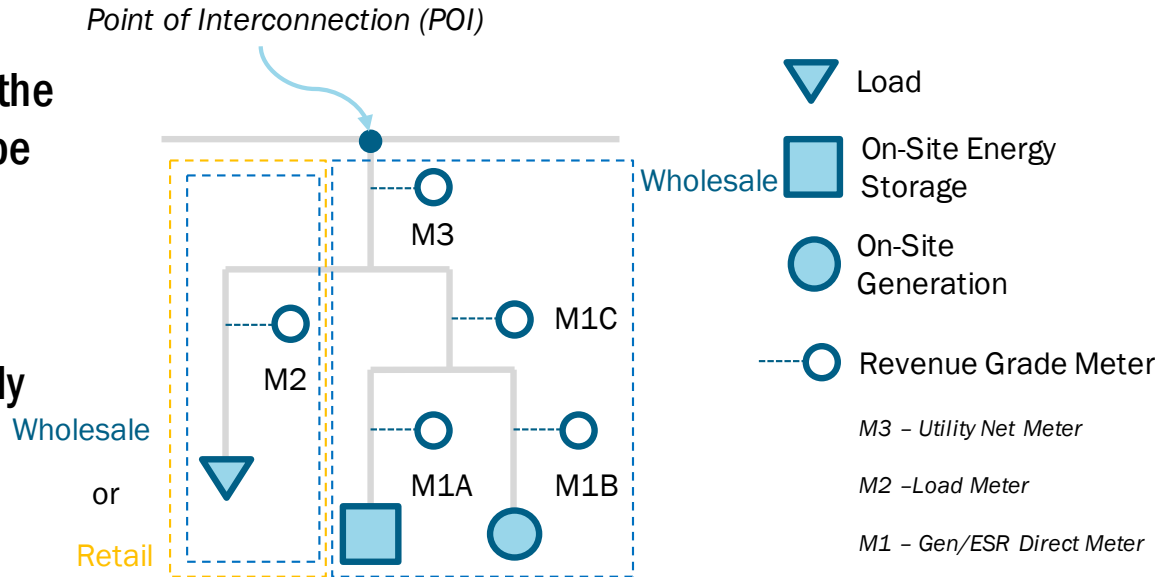 Point of Interconnection (POI)
the
be
ly
M3
M1C
M2
M1A
M1B
Wholesale
or
Retail
Wholesale
Load
On-Site Energy
Storage
On-Site
Generation
Revenue Grade Meter
M3 – Utility Net Meter
M2 –Load Meter
M1 – Gen/ESR Direct Meter